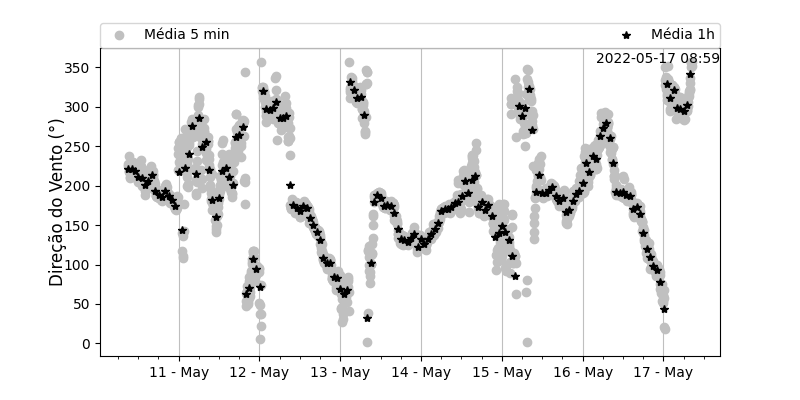 Média 5 min
Média 1h
2022-05-17 08:59
Direção do Vento (°)
350
300
250
200
150
100
50
0
11 - May
12 - May
13 - May
14 - May
15 - May
16 - May
17 - May